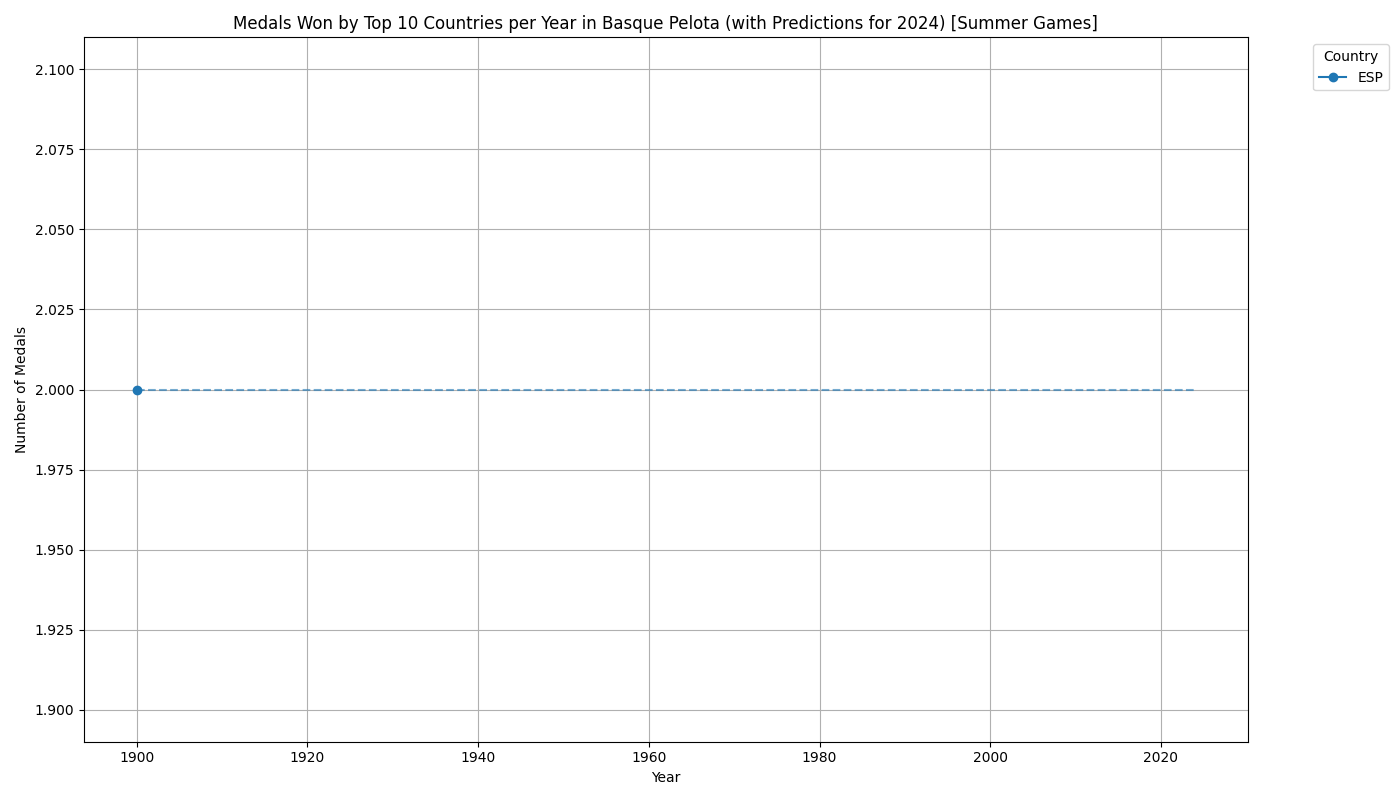 Medals Won by Top 10 Countries per Year in Basque Pelota (with Predictions for 2024) [Summer Games]
Country
ESP
2.100
2.075
2.050
2.025
2.000
1.975
1.950
1.925
1.900
Number of Medals
1900 1920 1940 1960 1980 2000 2020
Year